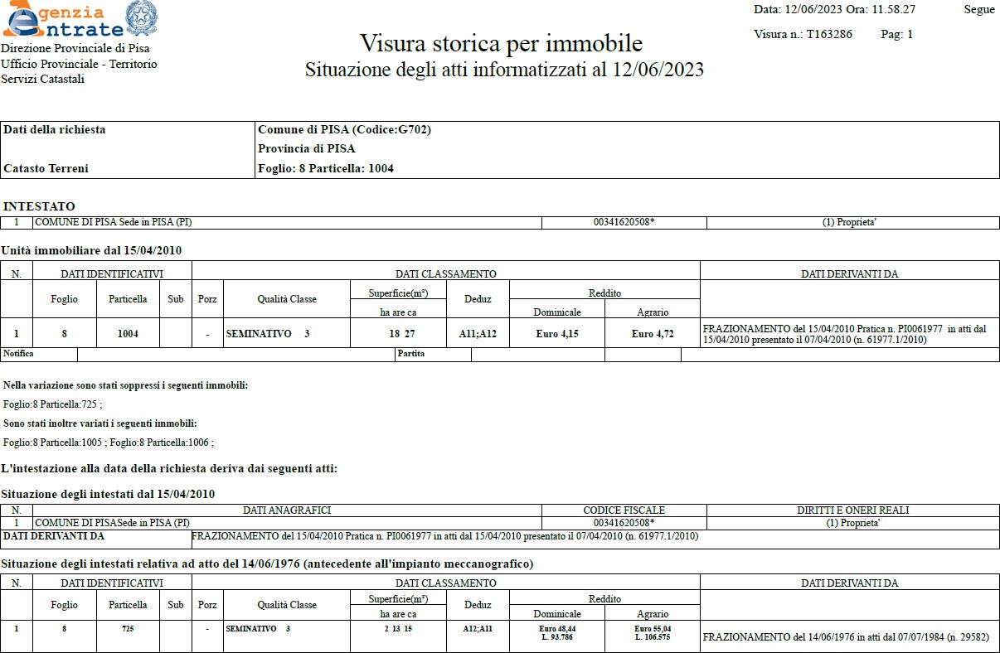 Agenzia
Entrate
Direzione Provinciale di Pisa
Ufficio Provinciale - Territorio
Servizi Catastali
Data: 12/06/2023 Ora: 11.58.27 Segue
Visura n.: T163286 Pag: 1
Visura storica per immobile
Situazione degli atti informatizzati al 12/06/2023
Dati della richiesta Comune di PISA (Codice:G702)
Provincia di PISA
Catasto Terreni Foglio: 8 Particella: 1004
INTESTATO
1 COMUNE DI PISA Sede in PISA (PI) 00341620508* (1) Proprieta'
Unità immobiliare dal 15/04/2010
N. DATI IDENTIFICATIVI DATI CLASSAMENTO DATI DERIVANTI DA
Foglio Particella Sub Porz Qualità Classe Superficie(m²) Deduz Reddito
ha are ca Dominicale Agrario
1 8 1004 - SEMINATIVO 3 18 27 A11;A12 Euro 4,15 Euro 4,72 FRAZIONAMENTO del 15/04/2010 Pratica n. PI0061977 in atti dal
15/04/2010 presentato il 07/04/2010 (n. 61977.1/2010)
Notifica Partita
Nella variazione sono stati soppressi i seguenti immobili:
Foglio:8 Particella:725 ;
Sono stati inoltre variati i seguenti immobili:
Foglio:8 Particella:1005 ; Foglio:8 Particella:1006 ;
L'intestazione alla data della richiesta deriva dai seguenti atti:
Situazione degli intestati dal 15/04/2010
N. DATI ANAGRAFICI CODICE FISCALE DIRITTI E ONERI REALI
1 COMUNE DI PISASede in PISA (PI) 00341620508* (1) Proprieta'
DATI DERIVANTI DA FRAZIONAMENTO del 15/04/2010 Pratica n. PI0061977 in atti dal 15/04/2010 presentato il 07/04/2010 (n. 61977.1/2010)
Situazione degli intestati relativa ad atto del 14/06/1976 (antecedente all'impianto meccanografico)
N. DATI IDENTIFICATIVI DATI CLASSAMENTO DATI DERIVANTI DA
Foglio Particella Sub Porz Qualità Classe Superficie(m²) Deduz Reddito
ha are ca Dominicale Agrario
1 8 725 - SEMINATIVO 3 2 13 15 A12;A11 Euro 48,44 Euro 55,04
L. 93.786 L. 106.575 FRAZIONAMENTO del 14/06/1976 in atti dal 07/07/1984 (n. 29582)